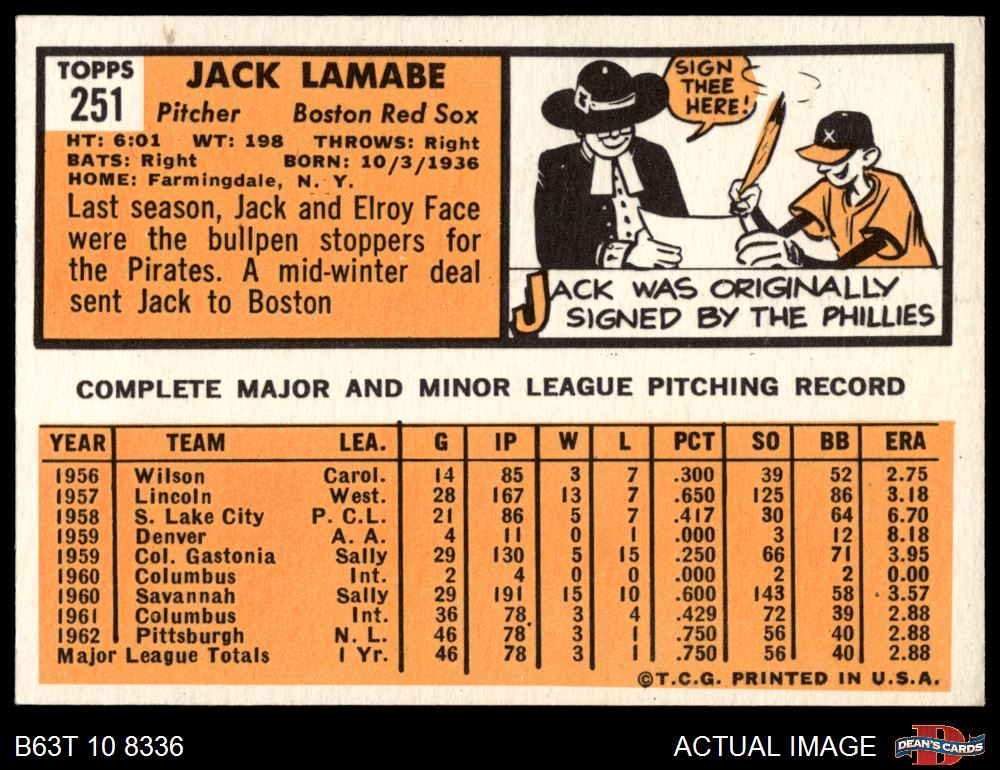 TOPPS
251
JACK LAMABE
Pitcher Boston Red Sox
HT: 6:01 WT: 198 THROWS: Right
BATS: Right BORN: 10/3/1936
HOME: Farmingdale, N. Y.
Last season, Jack and Elroy Face
were the bullpen stoppers for
the Pirates. A mid-winter deal
sent Jack to Boston
SIGN
THEE
HERE!
JACK WAS ORIGINALLY
SIGNED BY THE PHILLIES
COMPLETE MAJOR AND MINOR LEAGUE PITCHING RECORD
YEAR TEAM LEA. G IP W L PCT SO BB ERA
1956 Wilson Carol. 14 85 3 7 .300 39 52 2.75
1957 Lincoln West. 28 167 13 7 .650 125 86 3.18
1958 S. Lake City P. C.L. 21 86 5 7 .417 30 64 6.70
1959 Denver A. A. 4 11 0 1 .000 3 12 8.18
1959 Col. Gastonia Sally 29 130 5 15 .250 66 71 3.95
1960 Columbus Int. 2 4 0 0 .000 2 2 0.00
1960 Savannah Sally 29 191 15 10 .600 143 58 3.57
1961 Columbus Int. 36 78 3 4 .429 72 39 2.88
1962 Pittsburgh N. L. 46 78 3 1 .750 56 40 2.88
Major League Totals 1 Yr. 46 78 3 1 .750 56 40 2.88
©T.C.G. PRINTED IN U.S.A.
B63T 10 8336
ACTUAL IMAGE
D
DEAN'S CARDS